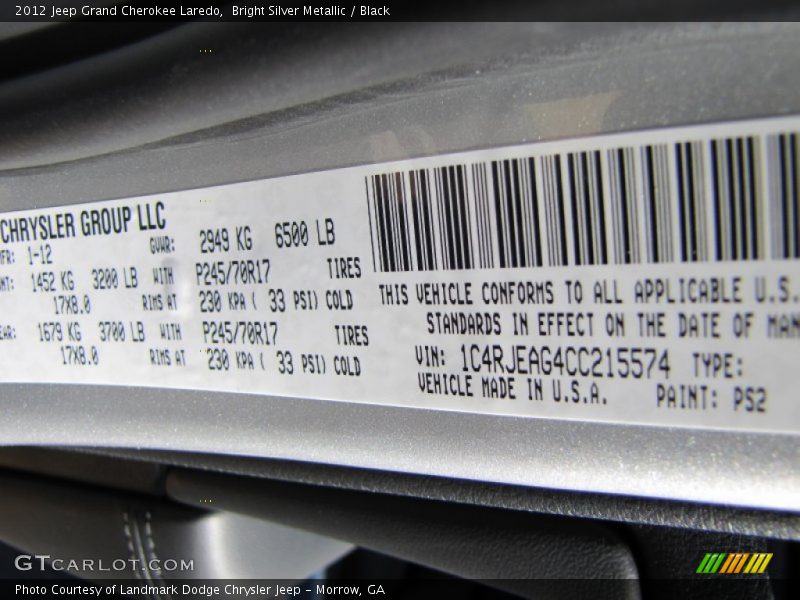 2012 Jeep Grand Cherokee Laredo, Bright Silver Metallic / Black
CHRYSLER GROUP LLC
1-12
GVWR: 2949 KG 6500 LB
1452 KG 3200 LB WITH P245/70R17 TIRES
17X8.0 RIMS AT 230 KPA ( 33 PSI) COLD
1679 KG 3700 LB WITH P245/70R17 TIRES
17X8.0 RIMS AT 230 KPA ( 33 PSI) COLD
THIS VEHICLE CONFORMS TO ALL APPLICABLE U.S.
STANDARDS IN EFFECT ON THE DATE OF MAN
VIN: 1C4RJEAG4CC215574 TYPE:
VEHICLE MADE IN U.S.A. PAINT: PS2
GTCARLOT.COM
Photo Courtesy of Landmark Dodge Chrysler Jeep - Morrow, GA